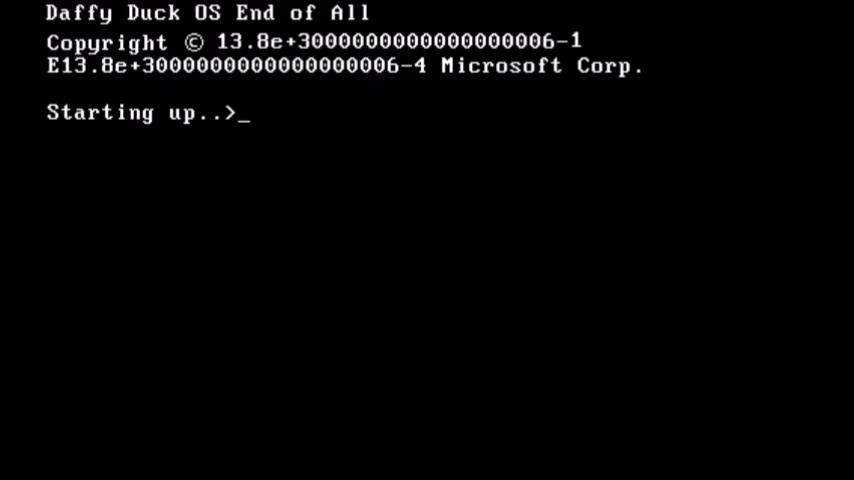 Daffy Duck OS End of All
Copyright © 13.8e+3000000000000000006-1
E13.8e+3000000000000000006-4 Microsoft Corp.
Starting up..>_